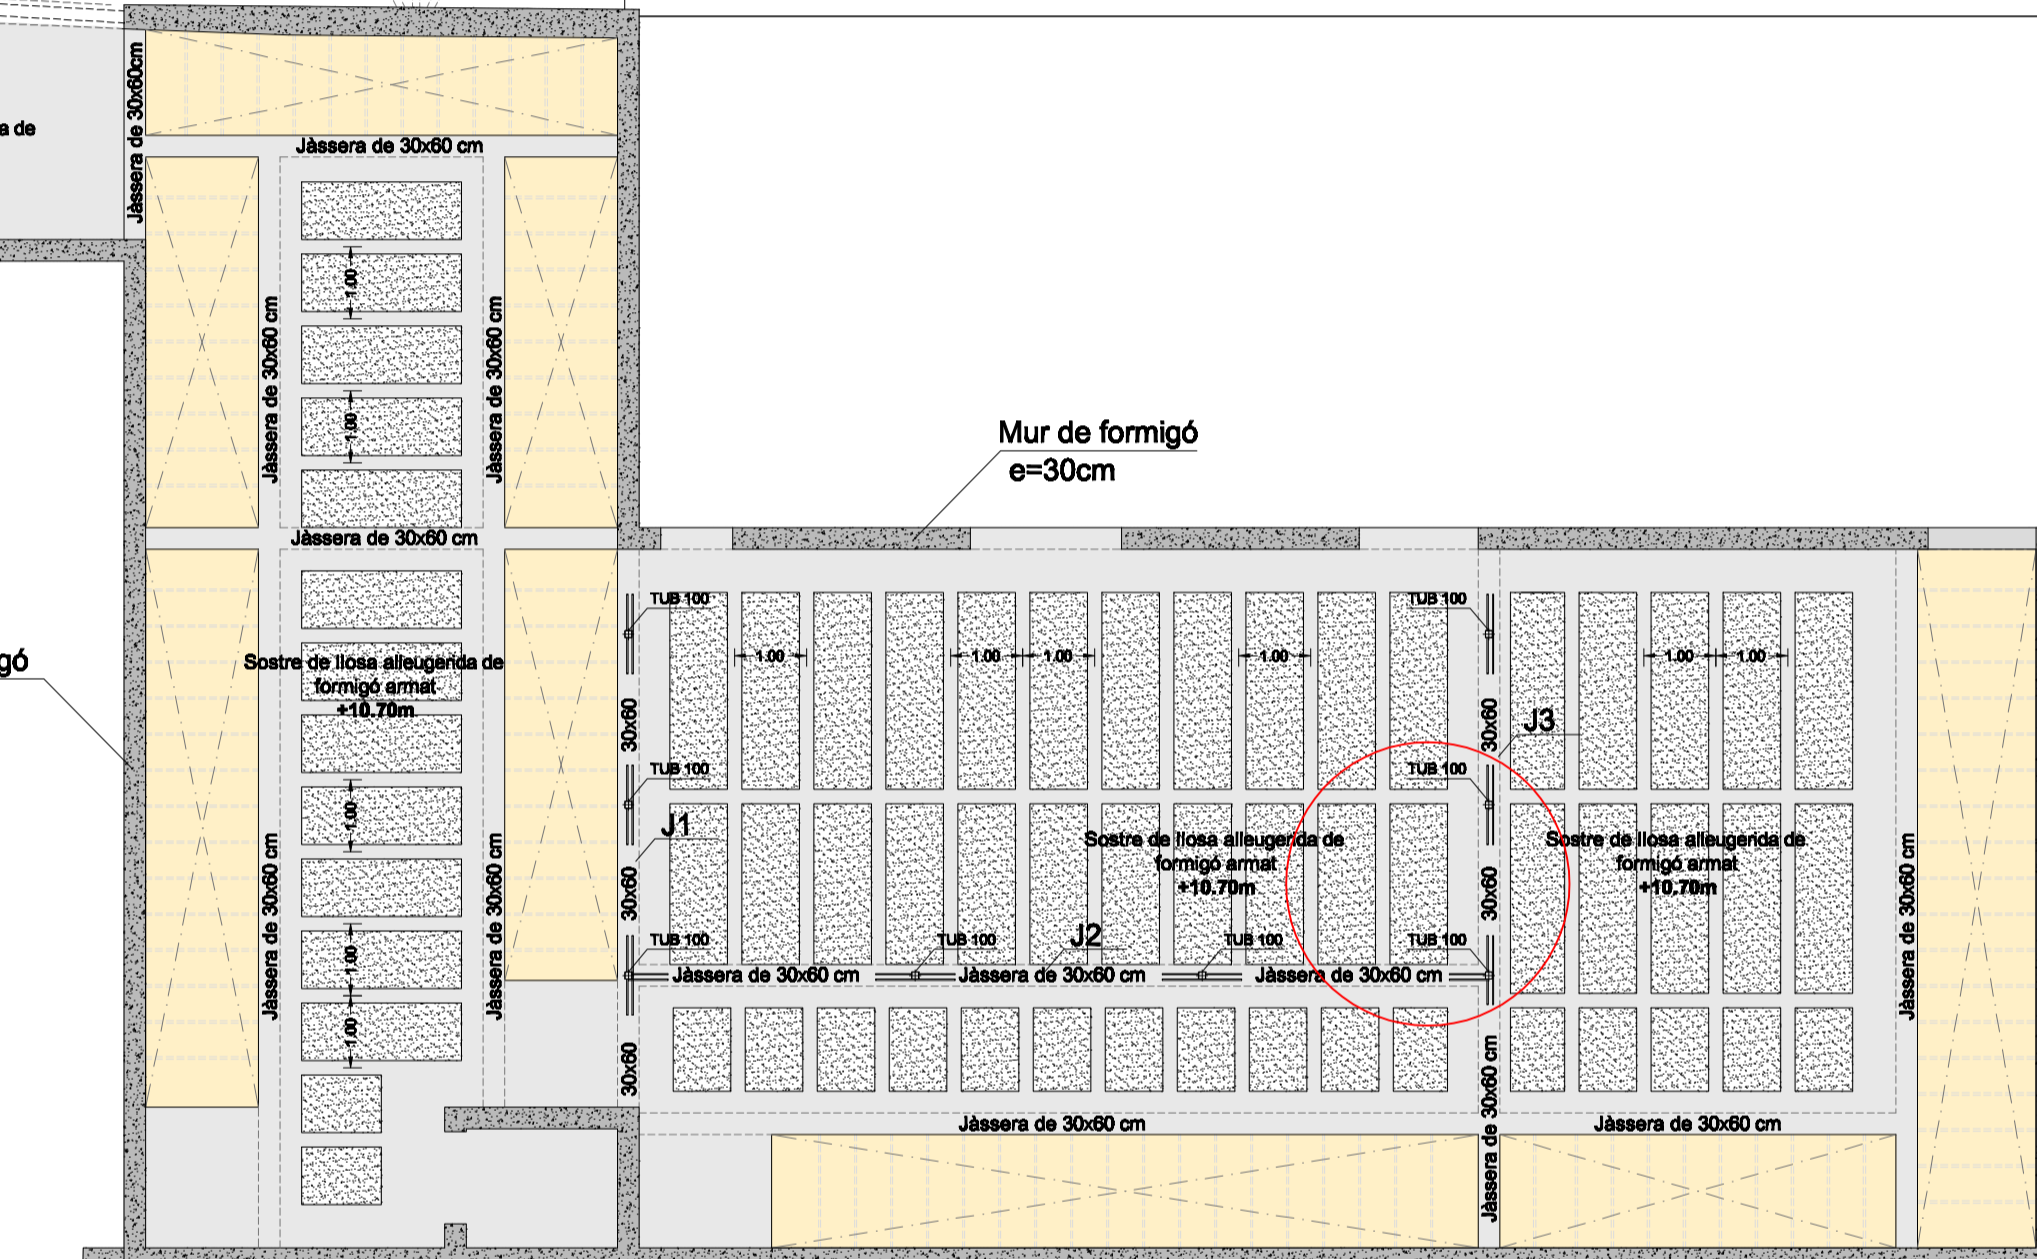 Jàssera de 30x60cm
a de
Jàssera de 30x60 cm
1.00
Jàssera de 30x60 cm
Jàssera de 30x60 cm
1.00
Mur de formigó
e=30cm
Jàssera de 30x60 cm
TUB 100
TUB 100
gó
Sostre de llosa alleugerida de
formigó armat
+10.70m
1.00
1.00
1.00
1.00
1.00
1.00
30x60
30x60
J3
TUB 100
TUB 100
1.00
J1
Sostre de llosa alleugerida de
formigó armat
+10.70m
Sostre de llosa alleugerida de
formigó armat
+10.70m
30x60
30x60
Jàssera de 30x60 cm
Jàssera de 30x60 cm
Jàssera de 30x60 cm
1.00
TUB 100
TUB 100
J2
TUB 100
TUB 100
Jàssera de 30x60 cm
Jàssera de 30x60 cm
Jàssera de 30x60 cm
1.00
30x60
Jàssera de 30x60 cm
Jàssera de 30x60 cm
Jàssera de 30x60 cm